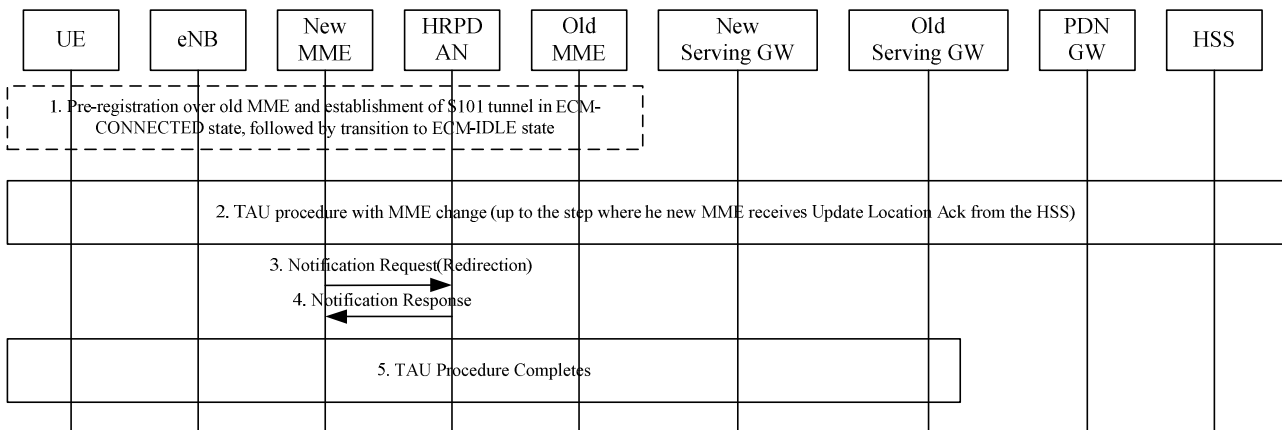 UE
eNB
New
MME
HRPD
AN
Old
MME
New
Serving GW
Old
Serving GW
PDN
GW
HSS
1. Pre-registration over old MME and establishment of S101 tunnel in ECM-
CONNECTED state, followed by transition to ECM-IDLE state
2. TAU procedure with MME change (up to the step where he new MME receives Update Location Ack from the HSS)
3. Notification Request(Redirection)
4. Notification Response
5. TAU Procedure Completes